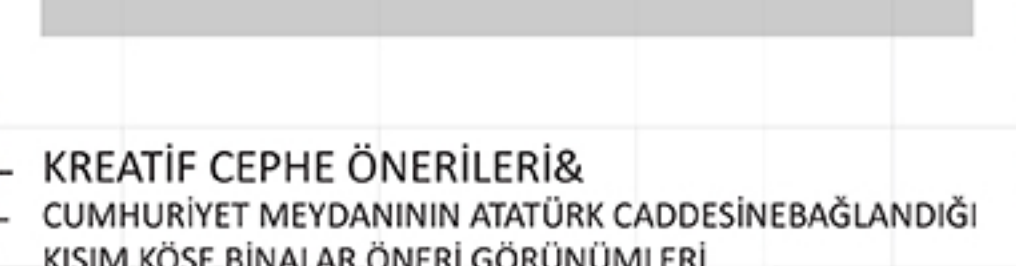 KREATİF CEPHE ÖNERİLERİ&
CUMHURİYET MEYDANININ ATATÜRK CADDESİNEBAĞLANDIĞI
KISIM KÖŞE BİNALAR ÖNERİ GÖRÜNÜMLERİ